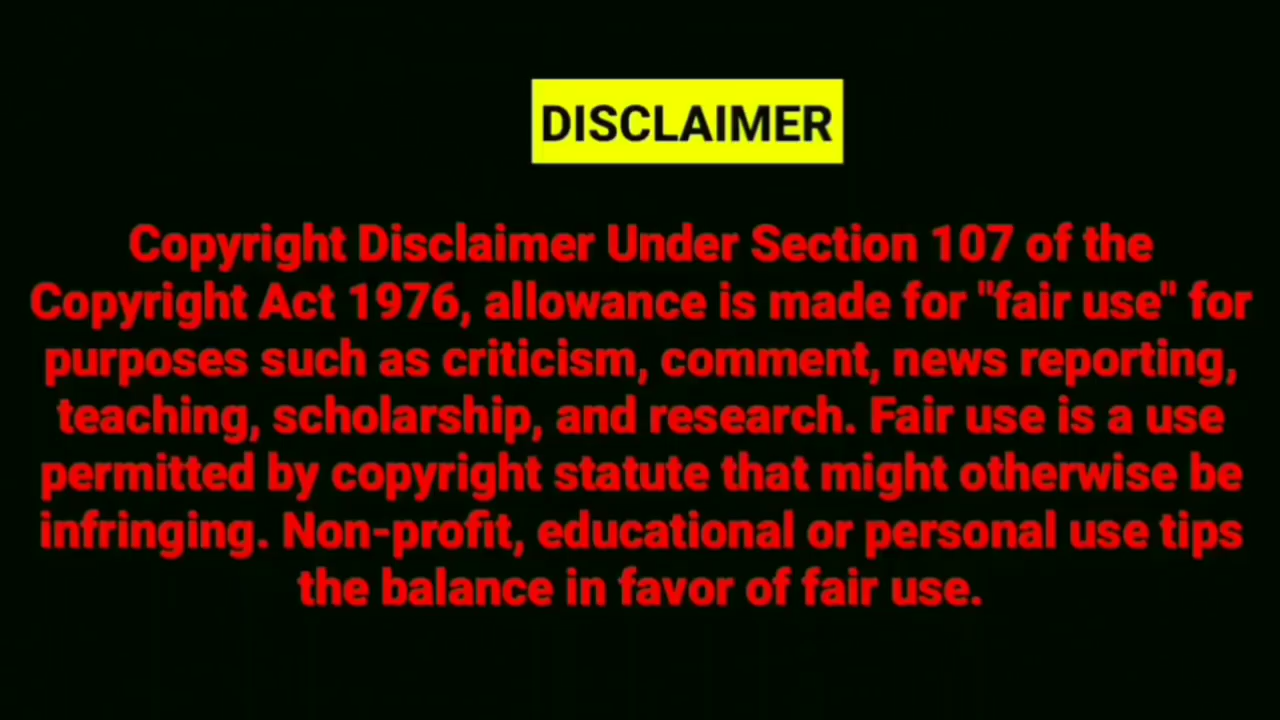 DISCLAIMER
Copyright Disclaimer Under Section 107 of the
Copyright Act 1976, allowance is made for "fair use" for
purposes such as criticism, comment, news reporting,
teaching, scholarship, and research. Fair use is a use
permitted by copyright statute that might otherwise be
infringing. Non-profit, educational or personal use tips
the balance in favor of fair use.